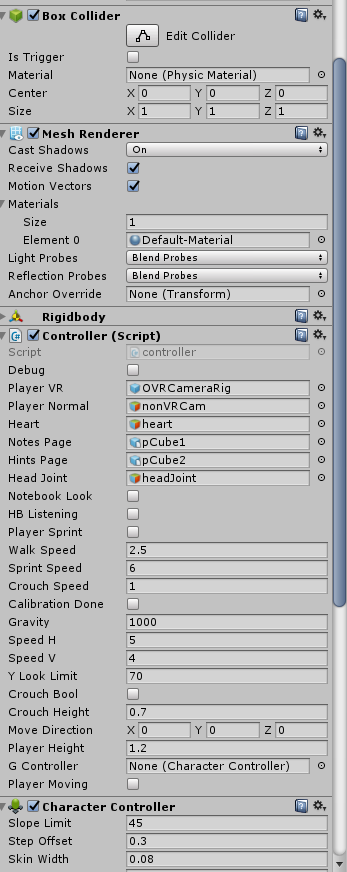 Box Collider
Edit Collider
Is Trigger
Material None (Physic Material)
Center X 0 Y 0 Z 0
Size X 1 Y 1 Z 1
Mesh Renderer
Cast Shadows On
Receive Shadows
Motion Vectors
Materials
Size 1
Element 0 Default-Material
Light Probes Blend Probes
Reflection Probes Blend Probes
Anchor Override None (Transform)
Rigidbody
Controller (Script)
Script controller
Debug
Player VR OVRCameraRig
Player Normal nonVRCam
Heart heart
Notes Page pCube1
Hints Page pCube2
Head Joint headJoint
Notebook Look
HB Listening
Player Sprint
Walk Speed 2.5
Sprint Speed 6
Crouch Speed 1
Calibration Done
Gravity 1000
Speed H 5
Speed V 4
Y Look Limit 70
Crouch Bool
Crouch Height 0.7
Move Direction X 0 Y 0 Z 0
Player Height 1.2
G Controller None (Character Controller)
Player Moving
Character Controller
Slope Limit 45
Step Offset 0.3
Skin Width 0.08